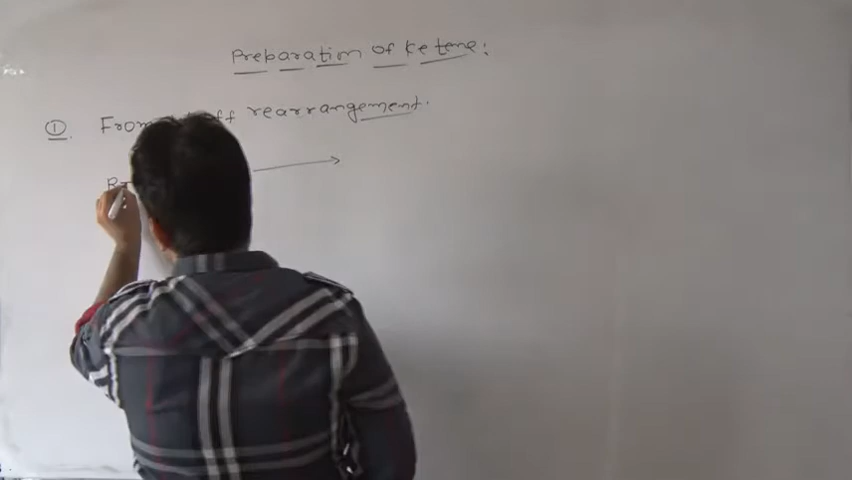 Preparation of Ketene:
① From ff rearrangement.
R